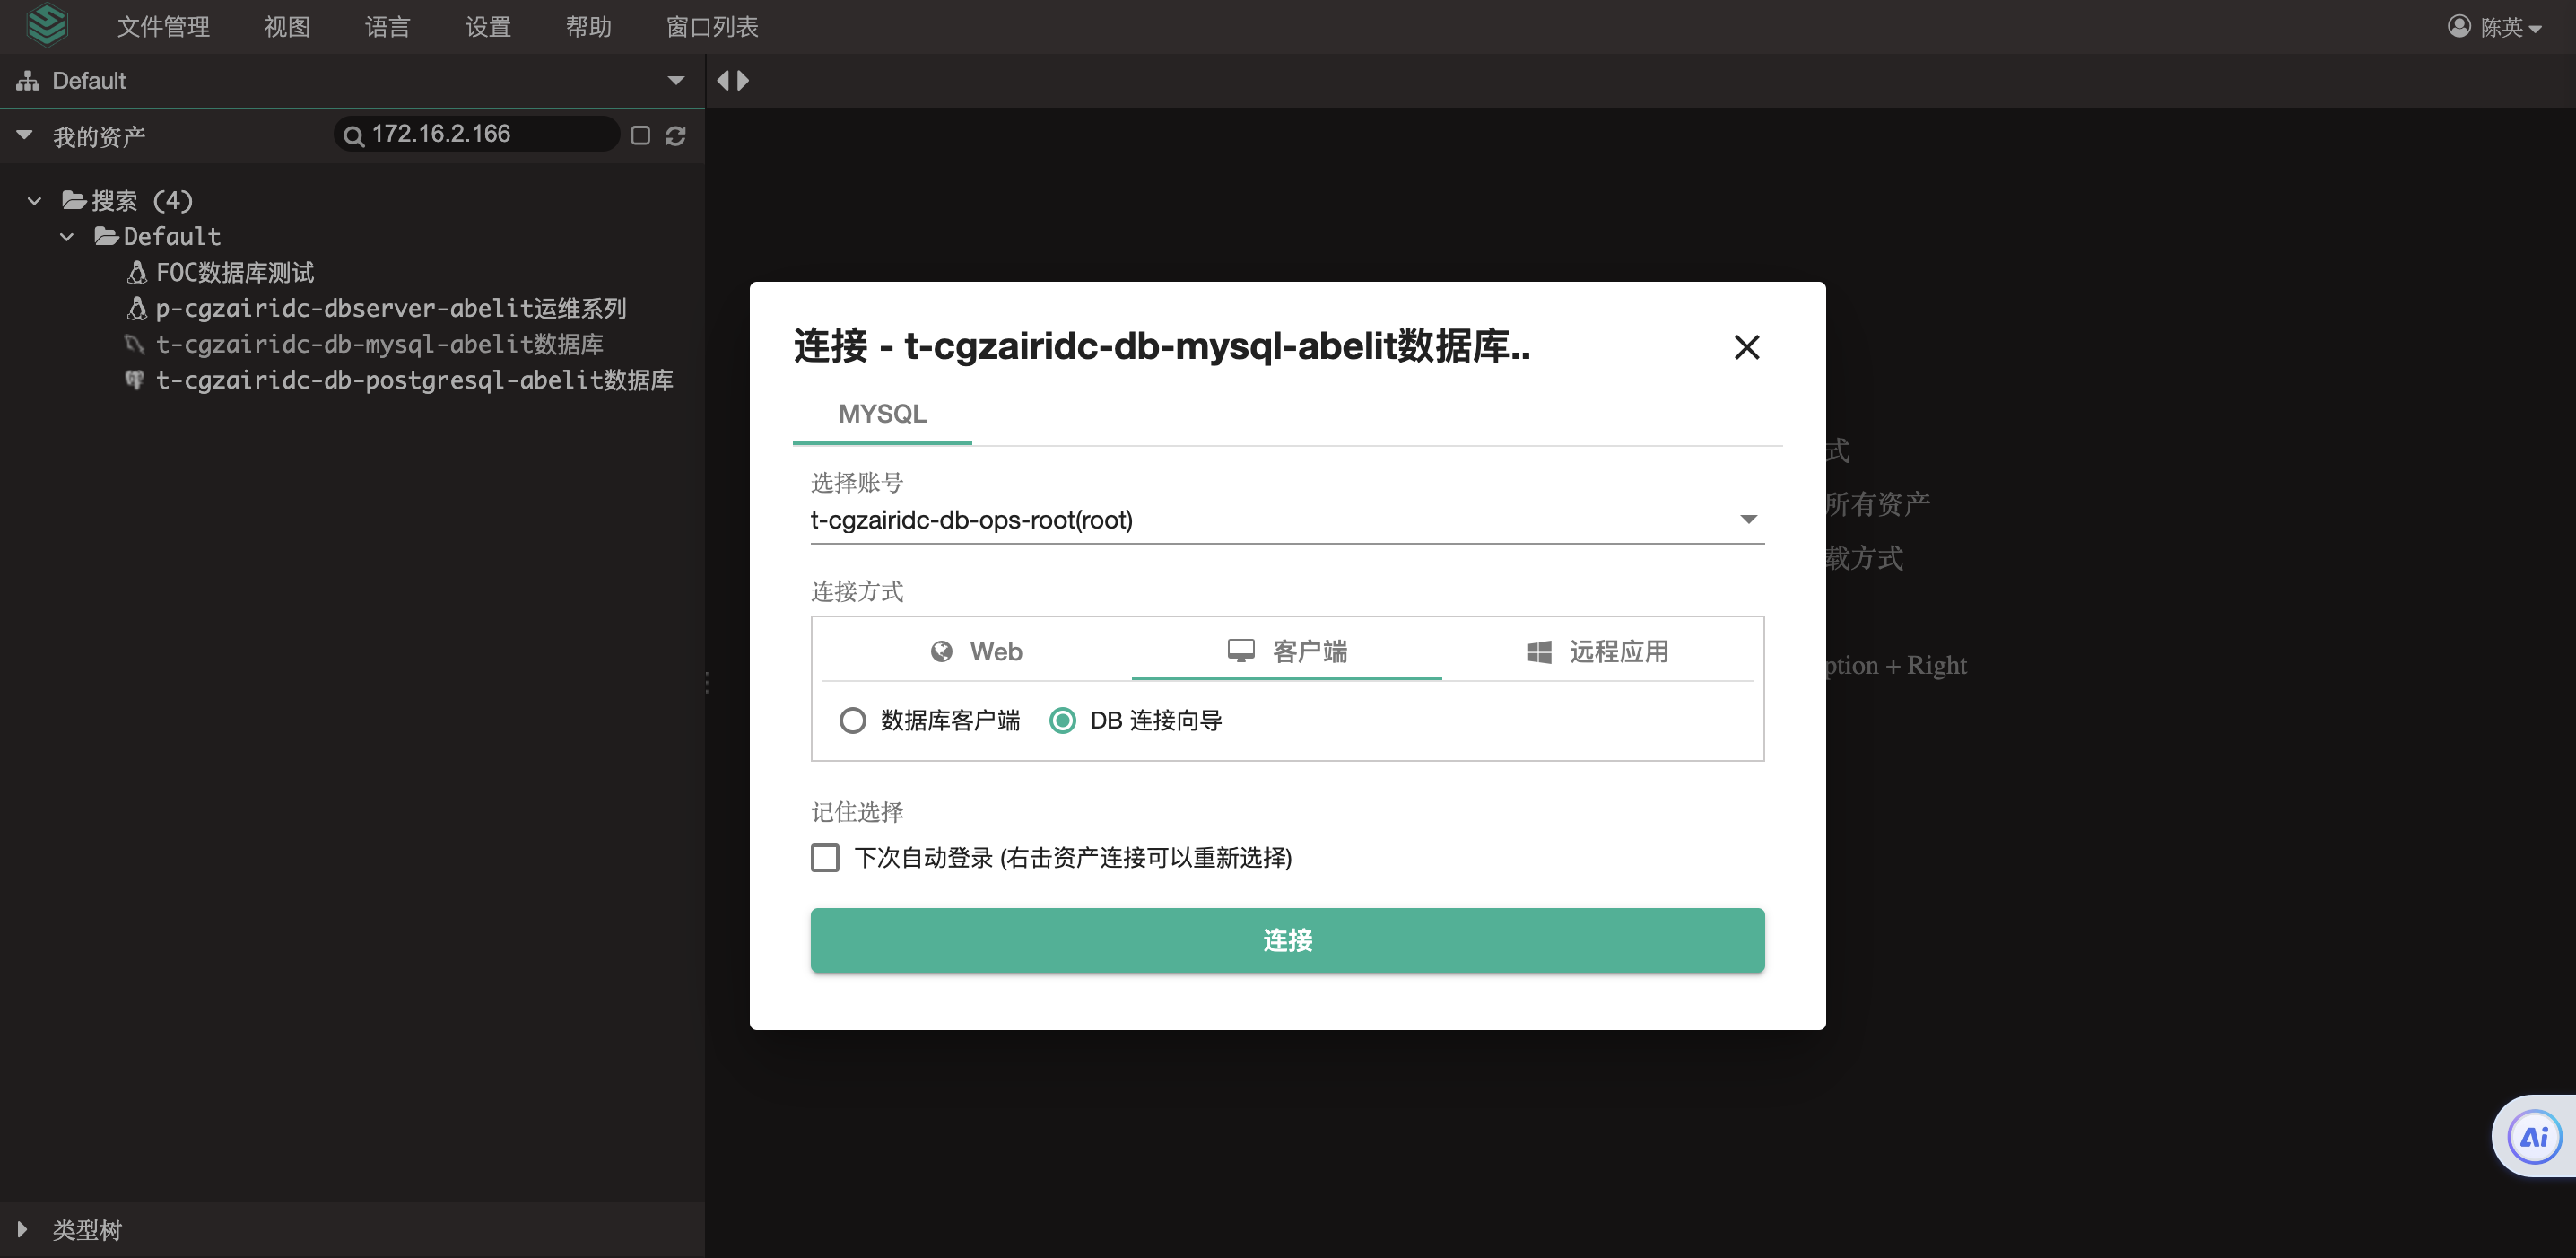 文件管理 视图 语言 设置 帮助 窗口列表 陈英
Default
我的资产 172.16.2.166
搜索 (4)
Default
FOC数据库测试
p-cgzairidc-dbserver-abelit运维系列
t-cgzairidc-db-mysql-abelit数据库
t-cgzairidc-db-postgresql-abelit数据库
类型树
连接 - t-cgzairidc-db-mysql-abelit数据库..
MYSQL
选择账号
t-cgzairidc-db-ops-root(root)
连接方式
Web 客户端 远程应用
数据库客户端 DB 连接向导
记住选择
下次自动登录 (右击资产连接可以重新选择)
连接
式
所有资产
载方式
ption + Right
Ai